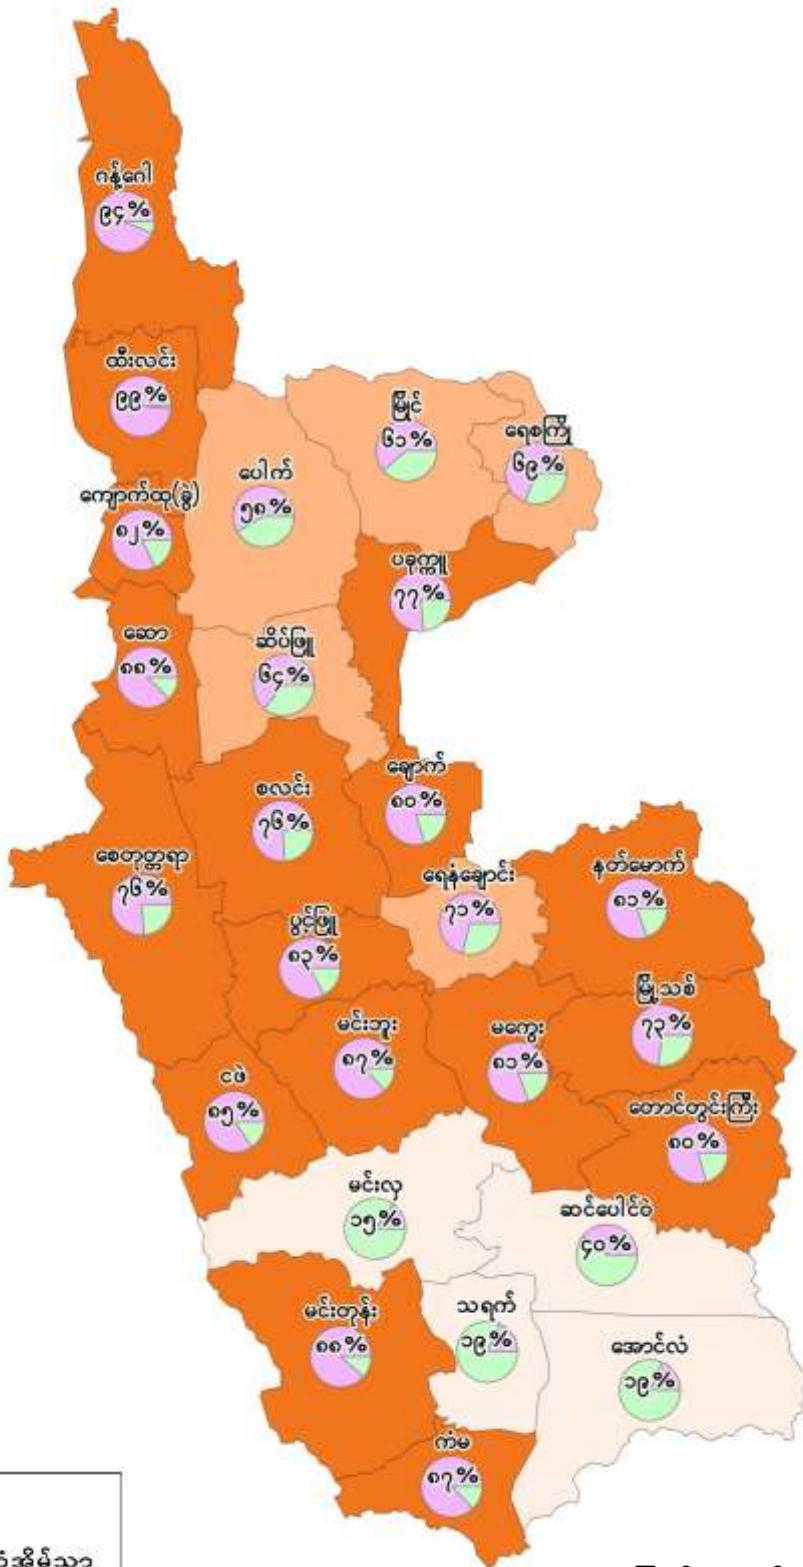 ဂန့်ဂေါ
၉၄%
ထီးလင်း
၉၉%
မြိုင်
၆၁%
ရေစကြို
၆၉%
ပေါက်
၅၈%
ကျောက်ထု(ခွဲ)
၈၂%
ပခုက္ကူ
၇၇%
ဆော
၈၈%
ဆိပ်ဖြူ
၆၄%
ချောက်
၈၀%
စလင်း
၇၆%
စေတုတ္တရာ
၇၆%
ရေနံချောင်း
၇၁%
နတ်မောက်
၈၁%
ပွင့်ဖြူ
၈၃%
မြို့သစ်
၇၃%
မင်းဘူး
၈၇%
မကွေး
၈၁%
ငဖဲ
၈၅%
တောင်တွင်းကြီး
၈၀%
မင်းလှ
၁၅%
ဆင်ပေါင်ဝဲ
၄၀%
မင်းတုန်း
၈၈%
သရက်
၁၉%
အောင်လံ
၁၉%
ကံမ
၈၇%